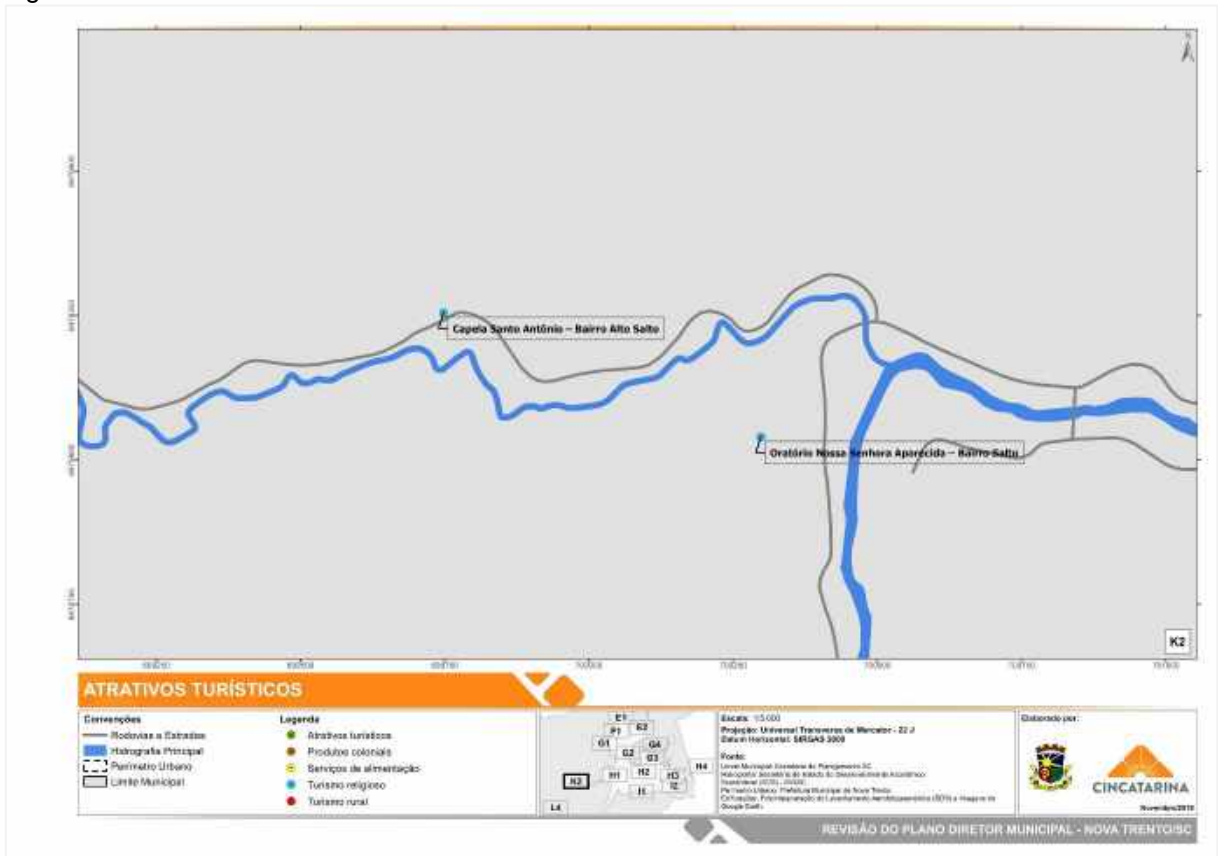 Capela Santo Antônio – Bairro Alto Salto
Oratório Nossa Senhora Aparecida – Bairro Salto
K2
ATRATIVOS TURÍSTICOS
Convenções
Rodovias e Estradas
Hidrografia Principal
Perímetro Urbano
Limite Municipal
Legenda
Atrativos turísticos
Produtos coloniais
Serviços de alimentação
Turismo religioso
Turismo rural
E1
F1
E2
G1
G2
G4
G3
H4
K2
H1
H2
H3
I2
I1
L4
Escala: 1:5.000
Projeção: Universal Transversa de Mercator - 22 J
Datum Horizontal: SIRGAS 2000
Fonte:
Google Earth.
Elaborado por:
CINCATARINA
Novembro/2019
REVISÃO DO PLANO DIRETOR MUNICIPAL - NOVA TRENTO/SC